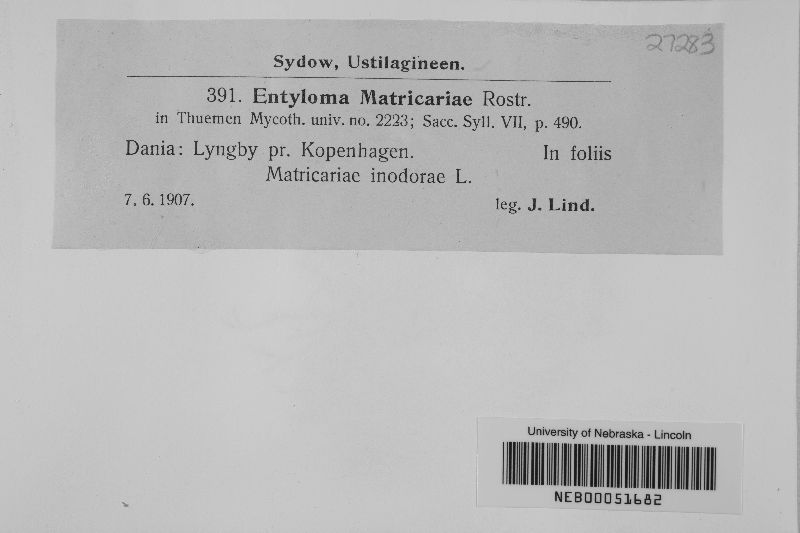 27283
Sydow, Ustilagineen.
391. Entyloma Matricariae Rostr.
in Thuemen Mycoth. univ. no. 2223; Sacc. Syll. VII, p. 490.
Dania: Lyngby pr. Kopenhagen. In foliis
Matricariae inodorae L.
7. 6. 1907. leg. J. Lind.
University of Nebraska - Lincoln
NEB00051682